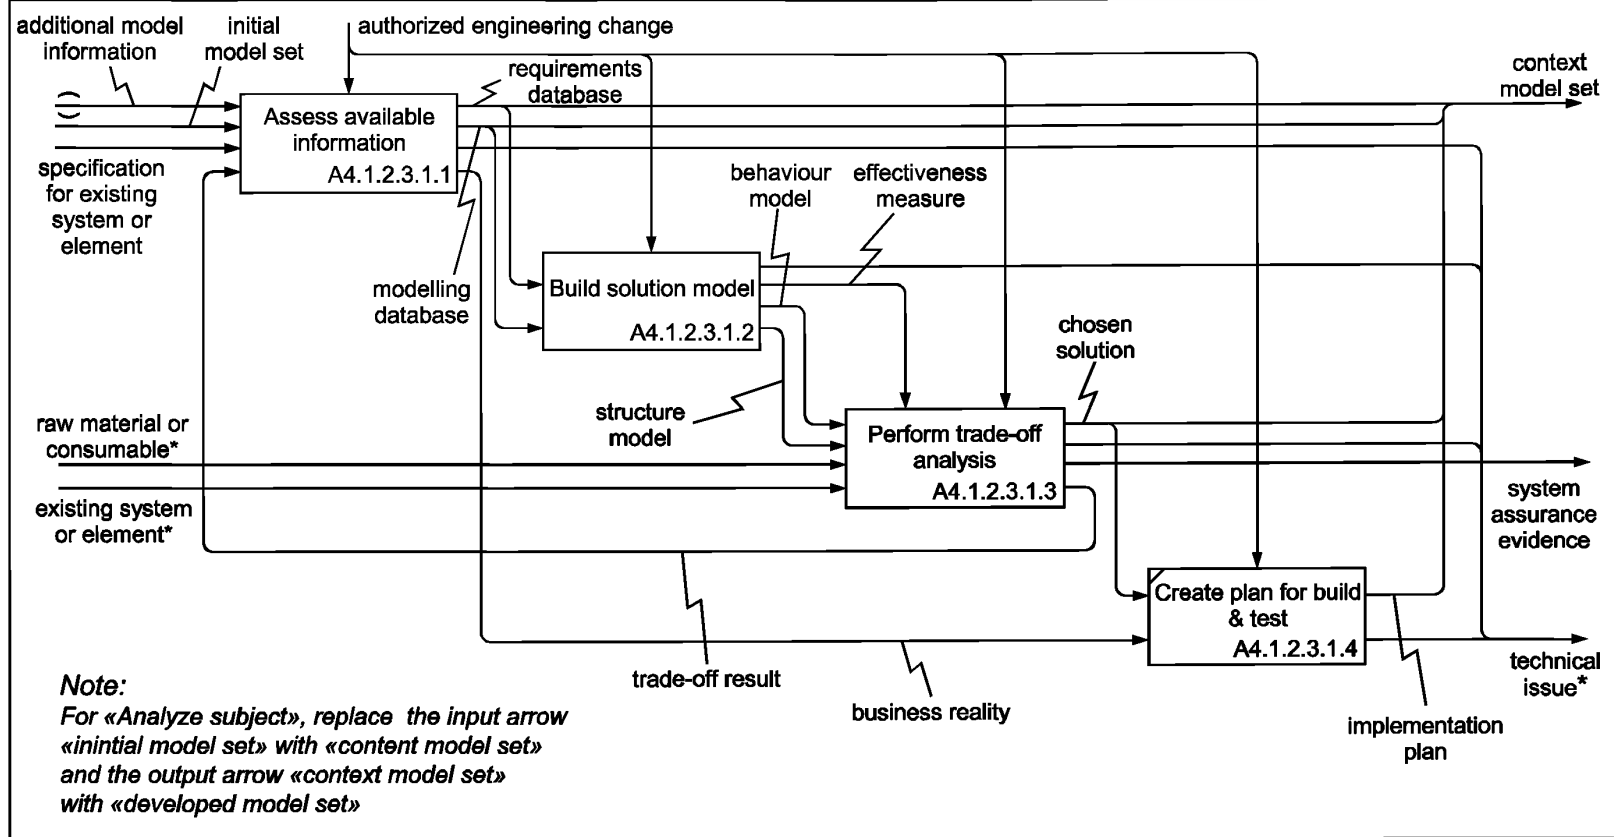 additional model
information
initial
model set
authorized engineering change
requirements
database
context
model set
Assess available
information
A4.1.2.3.1.1
specification
for existing
system or
element
behaviour
model
effectiveness
measure
modelling
database
Build solution model
A4.1.2.3.1.2
chosen
solution
structure
model
raw material or
consumable*
Perform trade-off
analysis
A4.1.2.3.1.3
existing system
or element*
system
assurance
evidence
Create plan for build
& test
A4.1.2.3.1.4
trade-off result
technical
issue*
business reality
implementation
plan
Note:
For «Analyze subject», replace the input arrow
«inintial model set» with «content model set»
and the output arrow «context model set»
with «developed model set»